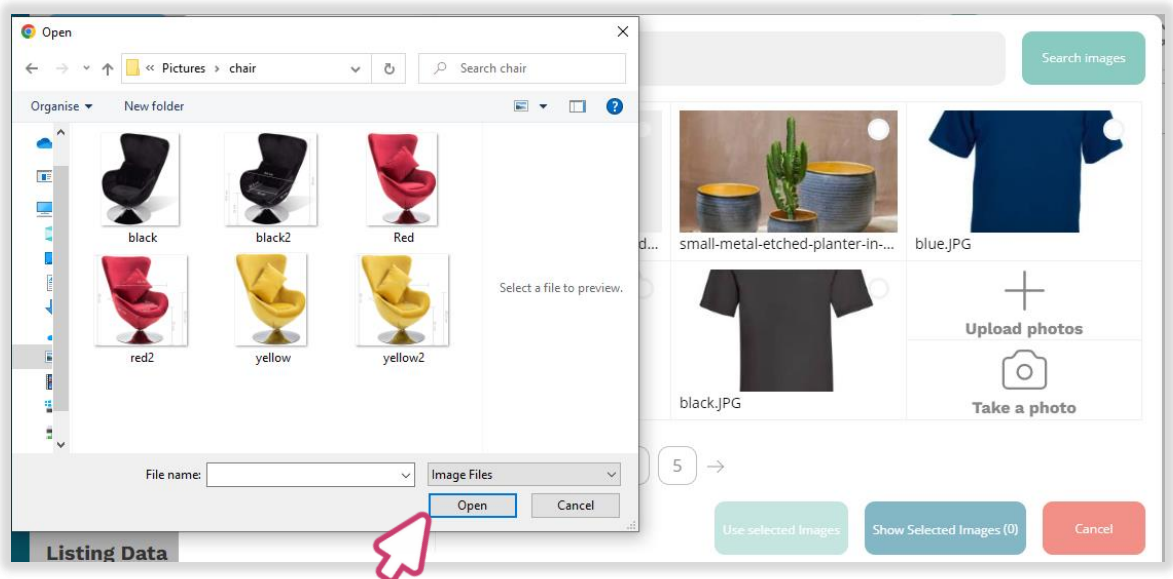 Open
Pictures › chair
Search chair
Organise
New folder
black
black2
Red
red2
yellow
yellow2
Select a file to preview.
File name:
Image Files
Open
Cancel
Search images
d...
small-metal-etched-planter-in-...
blue.JPG
black.JPG
Upload photos
Take a photo
5
Use selected Images
Show Selected Images (0)
Cancel
Listing Data